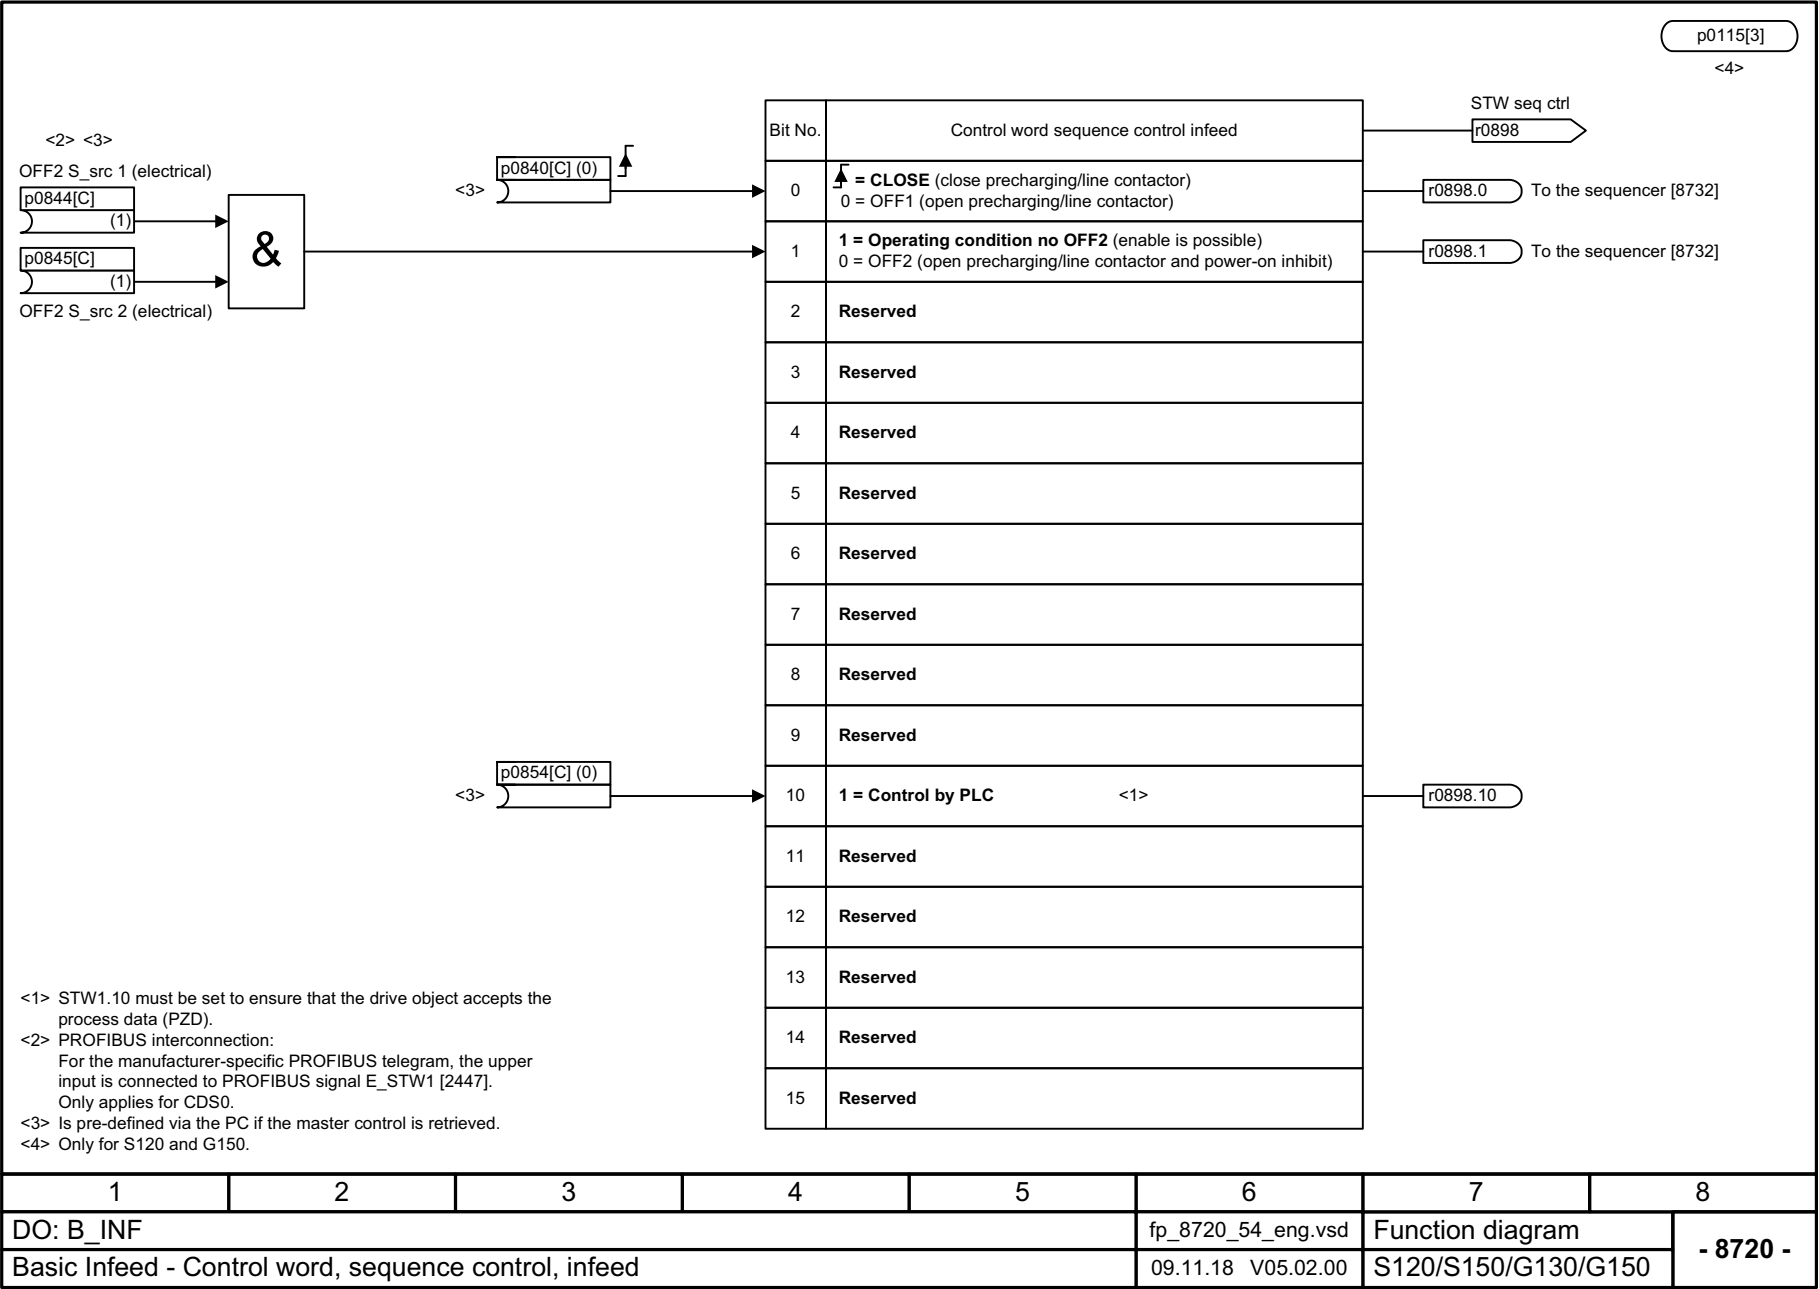 p0115[3]
<4>
STW seq ctrl
r0898
<2> <3>
OFF2 S_src 1 (electrical)
p0844[C]
(1)
p0845[C]
(1)
OFF2 S_src 2 (electrical)
&
<3>
p0840[C] (0)
Bit No. Control word sequence control infeed
0 = CLOSE (close precharging/line contactor)
0 = OFF1 (open precharging/line contactor)
r0898.0 To the sequencer [8732]
1 1 = Operating condition no OFF2 (enable is possible)
0 = OFF2 (open precharging/line contactor and power-on inhibit)
r0898.1 To the sequencer [8732]
2 Reserved
3 Reserved
4 Reserved
5 Reserved
6 Reserved
7 Reserved
8 Reserved
9 Reserved
<3>
p0854[C] (0)
10 1 = Control by PLC <1>
r0898.10
11 Reserved
12 Reserved
13 Reserved
14 Reserved
15 Reserved
<1> STW1.10 must be set to ensure that the drive object accepts the
process data (PZD).
<2> PROFIBUS interconnection:
For the manufacturer-specific PROFIBUS telegram, the upper
input is connected to PROFIBUS signal E_STW1 [2447].
Only applies for CDS0.
<3> Is pre-defined via the PC if the master control is retrieved.
<4> Only for S120 and G150.
1 2 3 4 5 6 7 8
DO: B_INF
fp_8720_54_eng.vsd
Function diagram
- 8720 -
Basic Infeed - Control word, sequence control, infeed
09.11.18 V05.02.00
S120/S150/G130/G150